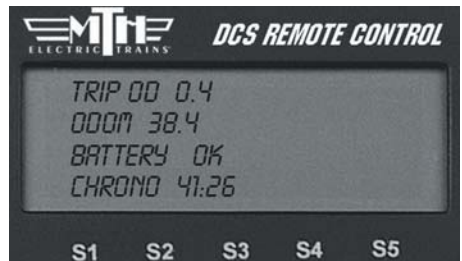 MTH
ELECTRIC TRAINS
DCS REMOTE CONTROL
TRIP OD 0.4
ODOM 38.4
BATTERY OK
CHRONO 41:26
S1 S2 S3 S4 S5